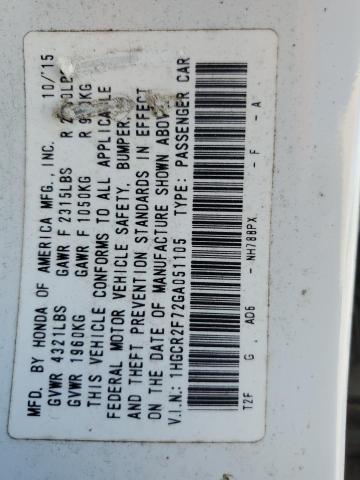 MFD. BY HONDA OF AMERICA MFG., INC. 10/'15
GVWR 4321LBS GAWR F 2315LBS R
GVWR 1960KG GAWR F 1050KG R
THIS VEHICLE CONFORMS TO ALL APPLICABLE
FEDERAL MOTOR VEHICLE SAFETY, BUMPER,
AND THEFT PREVENTION STANDARDS IN EFFECT
ON THE DATE OF MANUFACTURE SHOWN ABOVE.
V.I.N.: 1HGCR2F72GA051105 TYPE: PASSENGER CAR
T2F G, AD6 - NH788PX - F - A